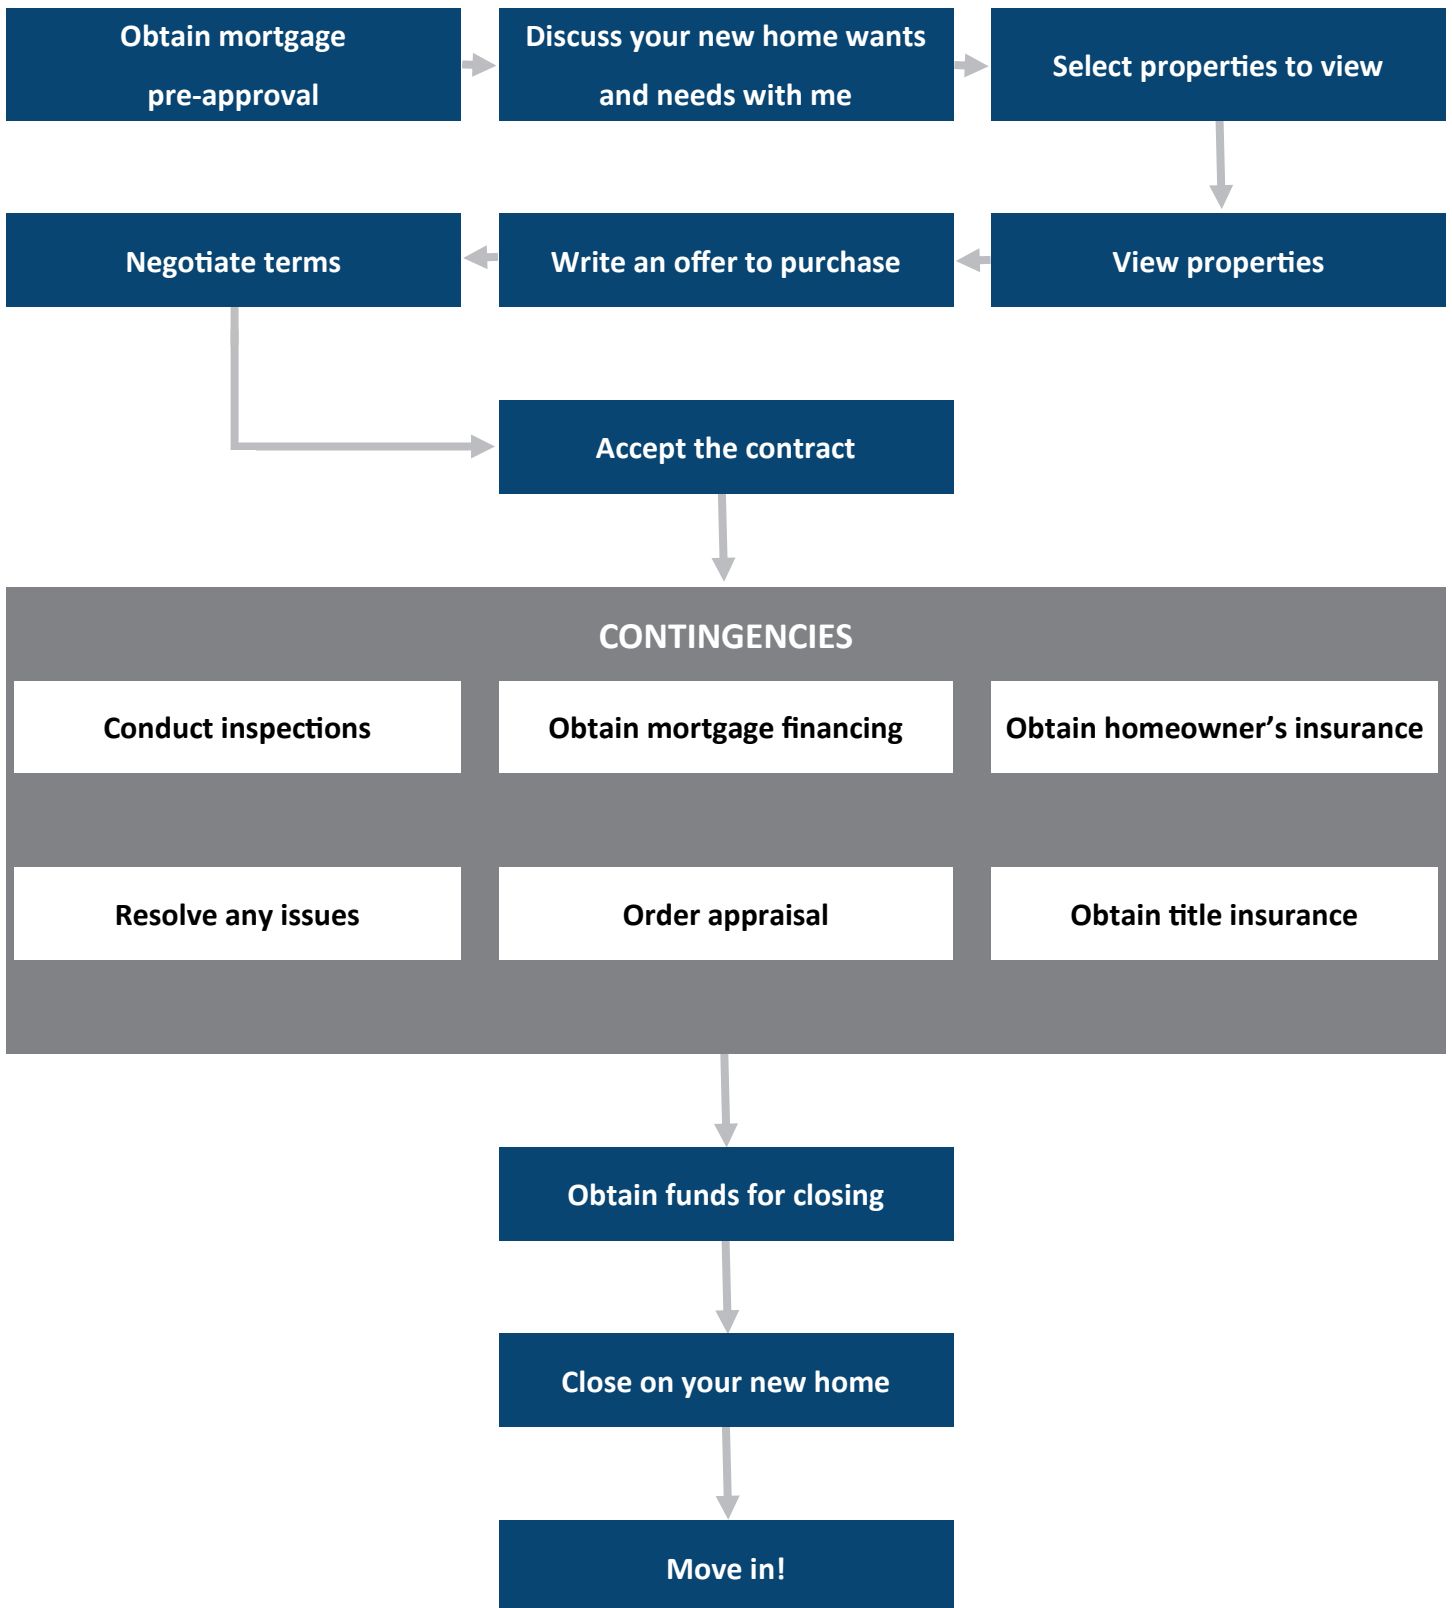 Obtain mortgage
pre-approval
Discuss your new home wants
and needs with me
Select properties to view
View properties
Write an offer to purchase
Negotiate terms
Accept the contract
CONTINGENCIES
Conduct inspections
Obtain mortgage financing
Obtain homeowner’s insurance
Resolve any issues
Order appraisal
Obtain title insurance
Obtain funds for closing
Close on your new home
Move in!